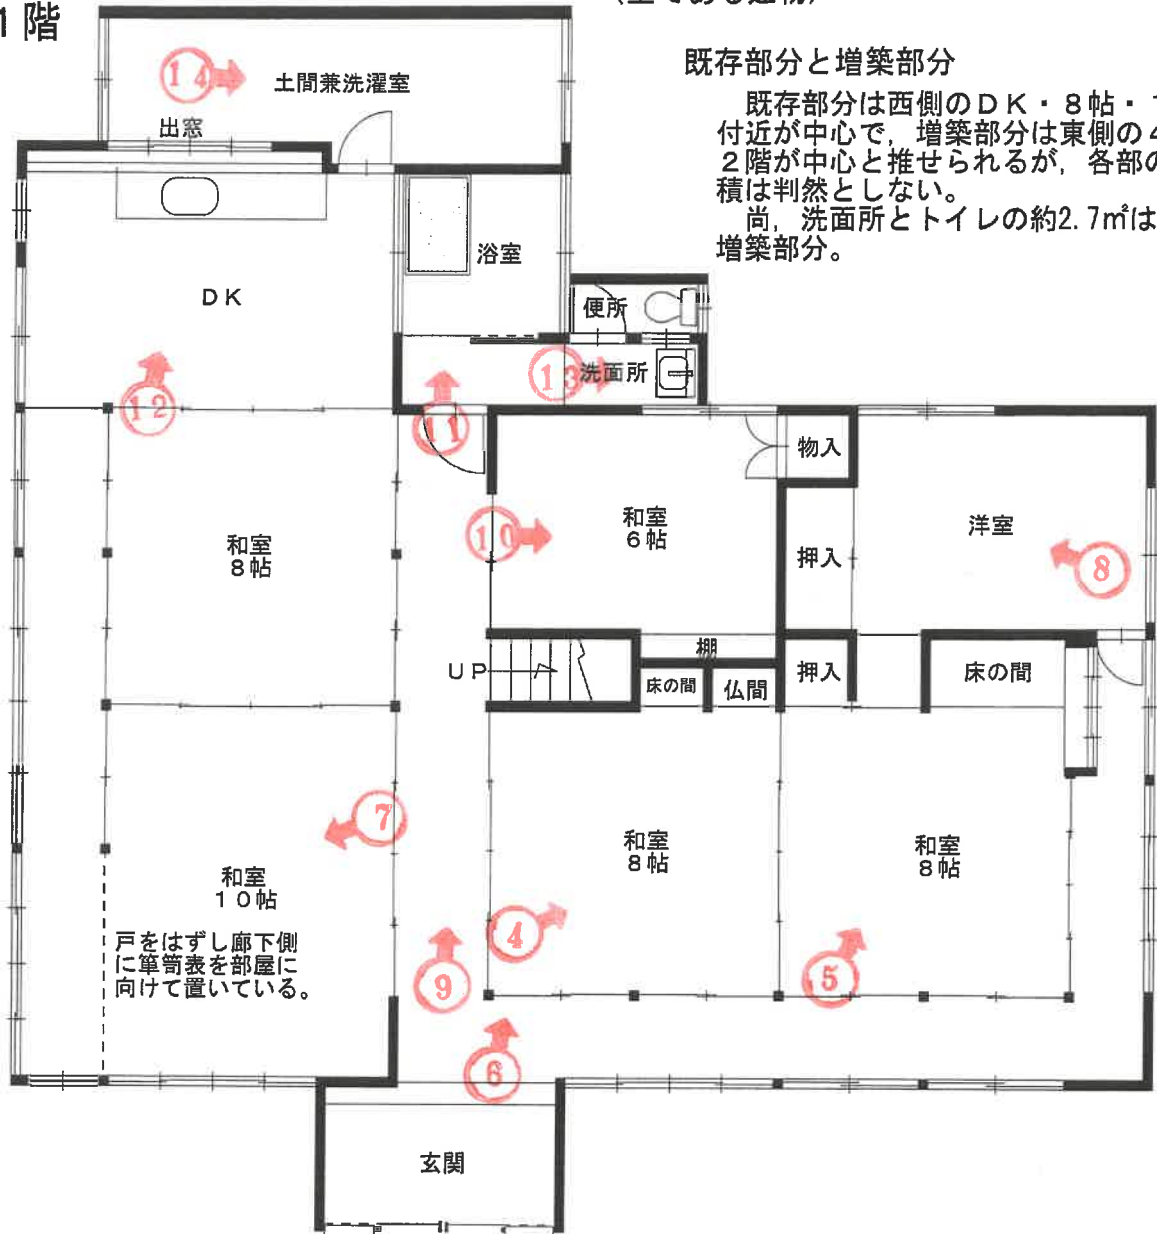 1階
(主である建物)
既存部分と増築部分
既存部分は西側のDK・8帖・1
付近が中心で,増築部分は東側の4
2階が中心と推せられるが,各部の
積は判然としない。
尚,洗面所とトイレの約2.7㎡は
増築部分。
14
土間兼洗濯室
出窓
浴室
DK
便所
13
洗面所
12
11
物入
和室
8帖
10
和室
6帖
押入
洋室
8
UP
棚
床の間
仏間
押入
床の間
7
和室
8帖
和室
8帖
和室
10帖
戸をはずし廊下側
に箪笥表を部屋に
向けて置いている。
4
5
9
6
玄関